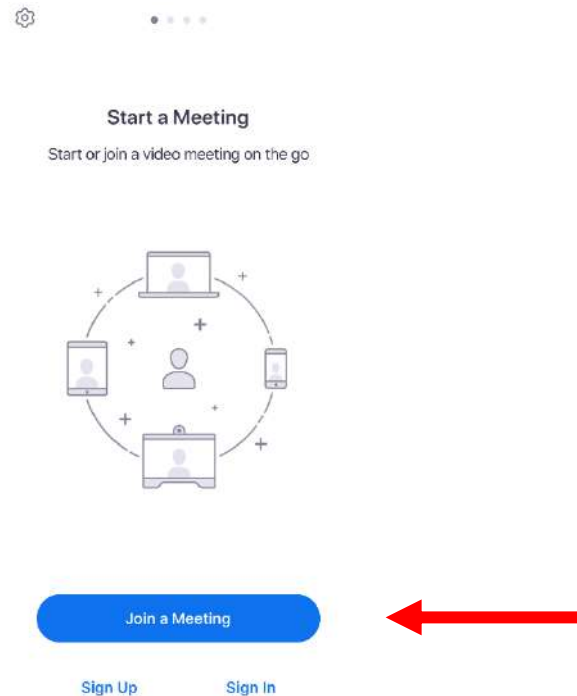 Start a Meeting
Start or join a video meeting on the go
Join a Meeting
Sign Up Sign In